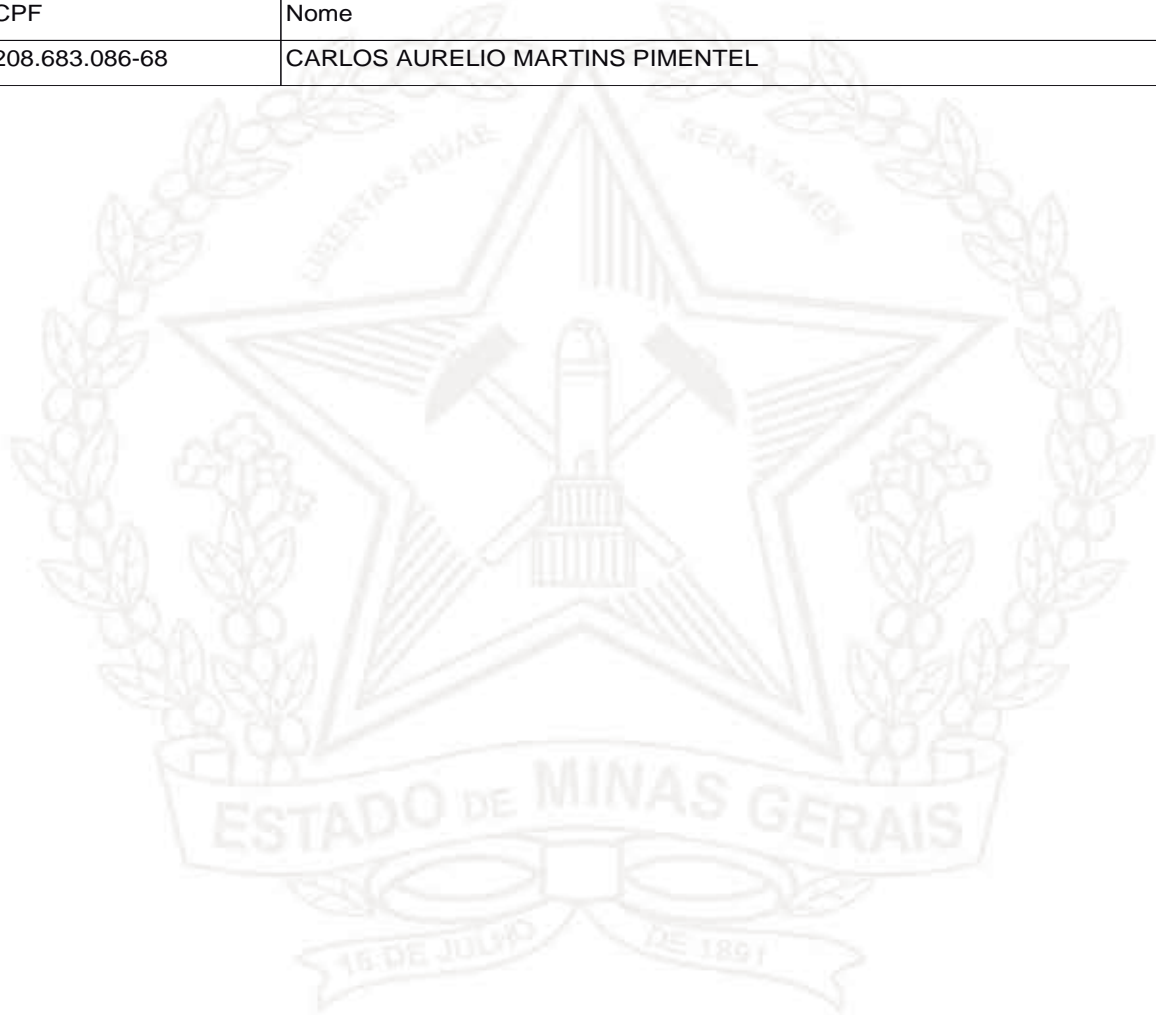 CPF Nome
208.683.086-68 CARLOS AURELIO MARTINS PIMENTEL
LIBERTAS QUAE SERA TAMEN
ESTADO DE MINAS GERAIS
15 DE JULHO DE 1891